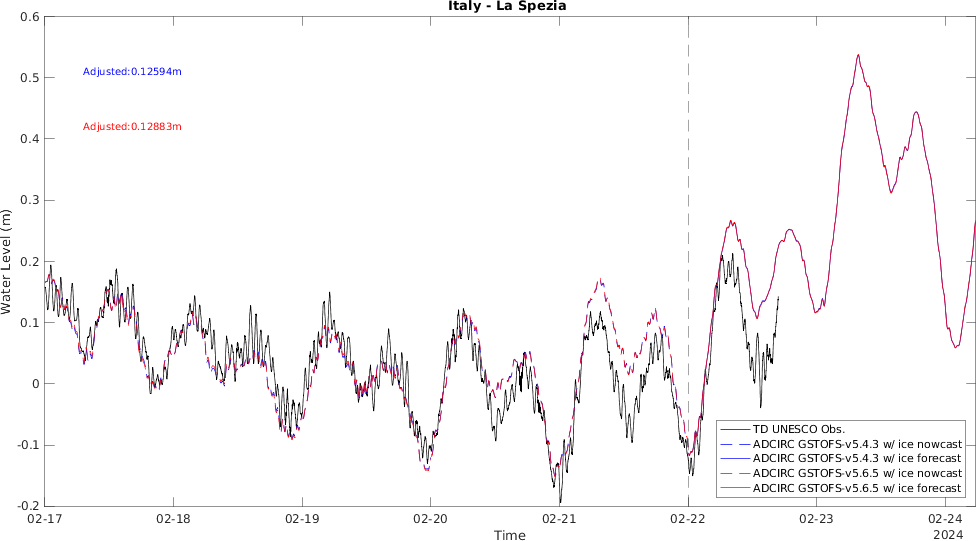 Italy - La Spezia
0.6
0.5
0.4
0.3
0.2
0.1
0
-0.1
-0.2
Water Level (m)
Adjusted:0.12594m
Adjusted:0.12883m
TD UNESCO Obs.
ADCIRC GSTOFS-v5.4.3 w/ ice nowcast
ADCIRC GSTOFS-v5.4.3 w/ ice forecast
ADCIRC GSTOFS-v5.6.5 w/ ice nowcast
ADCIRC GSTOFS-v5.6.5 w/ ice forecast
02-17 02-18 02-19 02-20 02-21 02-22 02-23 02-24
Time
2024